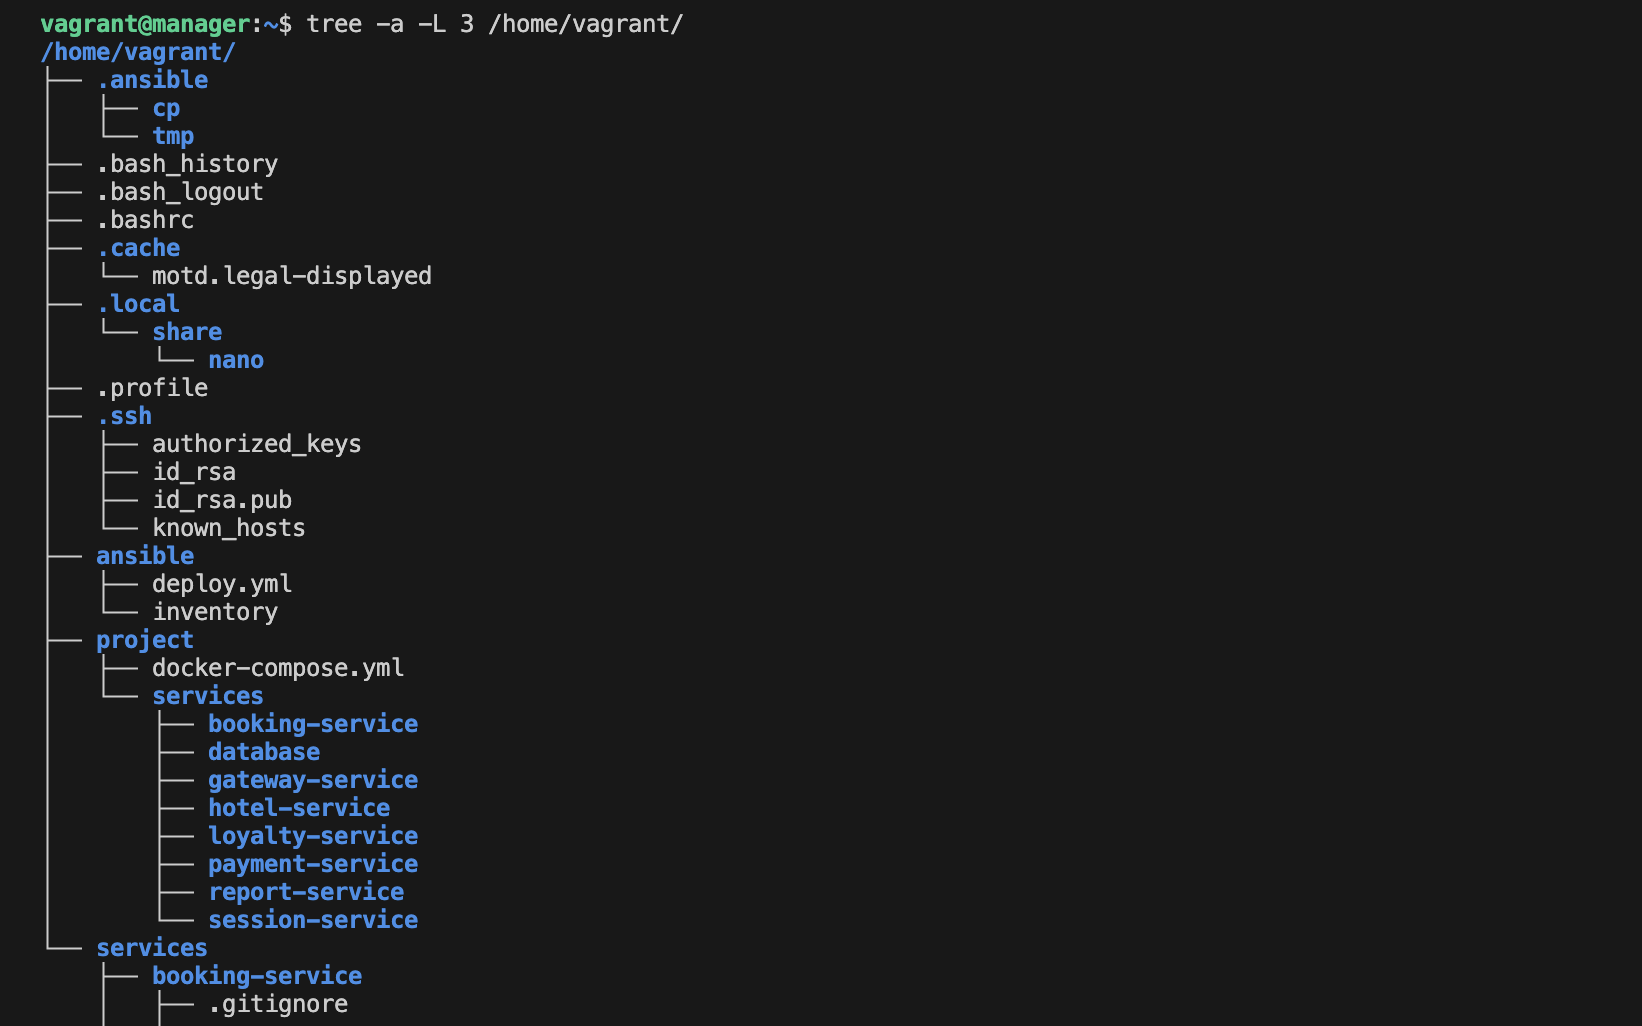 vagrant@manager:~$ tree -a -L 3 /home/vagrant/
/home/vagrant/
├── .ansible
│   ├── cp
│   └── tmp
├── .bash_history
├── .bash_logout
├── .bashrc
├── .cache
│   └── motd.legal-displayed
├── .local
│   └── share
│       └── nano
├── .profile
├── .ssh
│   ├── authorized_keys
│   ├── id_rsa
│   ├── id_rsa.pub
│   └── known_hosts
├── ansible
│   ├── deploy.yml
│   └── inventory
├── project
│   ├── docker-compose.yml
│   └── services
│       ├── booking-service
│       ├── database
│       ├── gateway-service
│       ├── hotel-service
│       ├── loyalty-service
│       ├── payment-service
│       ├── report-service
│       └── session-service
└── services
    ├── booking-service
    │   ├── .gitignore